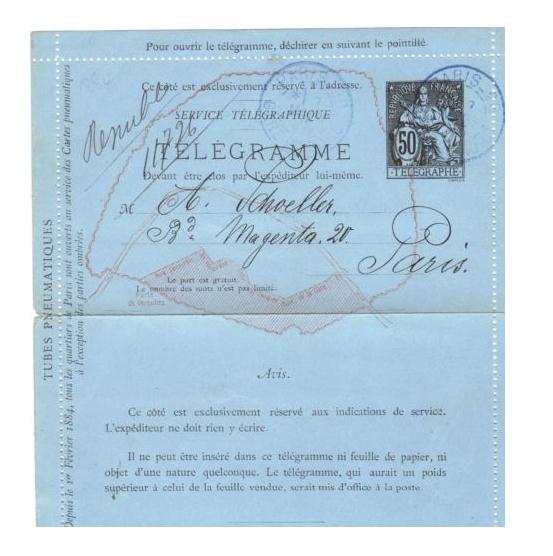 Pour ouvrir le télégramme, déchirer en suivant le pointillé.
Ce côté est exclusivement réservé à l'adresse.
SERVICE TÉLÉGRAPHIQUE
TÉLÉGRAMME
Devant être clos par l'expéditeur lui-même.
M A. Schoeller,
Bd Magenta. 20.
Paris.
Le port est gratuit.
Le nombre des mots n'est pas limité.
PARIS
REPUBLIQUE FRANÇAISE
50
TÉLÉGRAPHE
TUBES PNEUMATIQUES
Depuis le 1er Février 1884, tous les quartiers de Paris sont ouverts au service des Cartes pneumatiques
à l'exception des parties ombrées.
Avis.
Ce côté est exclusivement réservé aux indications de service.
L'expéditeur ne doit rien y écrire.
Il ne peut être inséré dans ce télégramme ni feuille de papier, ni
objet d'une nature quelconque. Le télégramme, qui aurait un poids
supérieur à celui de la feuille vendue, serait mis d'office à la poste.